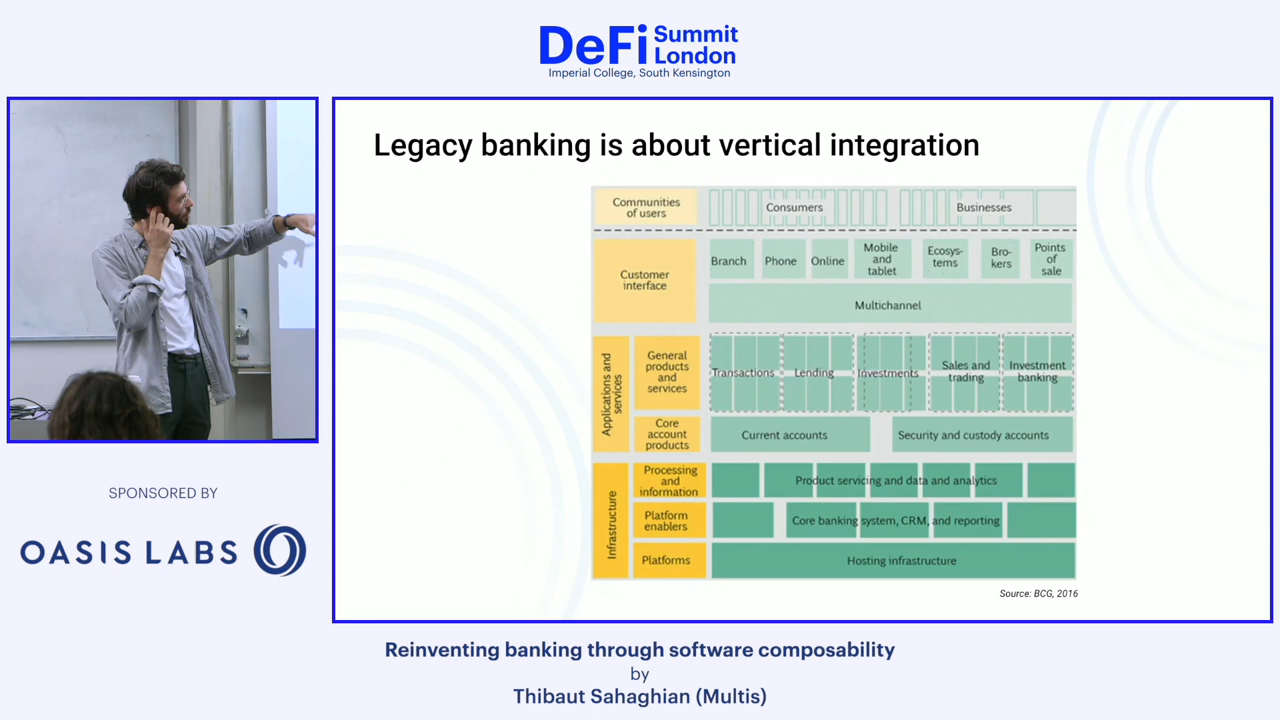 DeFi Summit
London
Imperial College, South Kensington
Legacy banking is about vertical integration
Communities
of users
Consumers
Businesses
Customer
interface
Branch
Phone
Online
Mobile
and
tablet
Ecosys-
tems
Bro-
kers
Points
of
sale
Multichannel
Applications and
services
General
products
and
services
Transactions
Lending
Investments
Sales and
trading
Investment
banking
Core
account
products
Current accounts
Security and custody accounts
Infrastructure
Processing
and
information
Product servicing and data and analytics
Platform
enablers
Core banking system, CRM, and reporting
Platforms
Hosting infrastructure
Source: BCG, 2016
SPONSORED BY
OASIS LABS
Reinventing banking through software composability
by
Thibaut Sahaghian (Multis)